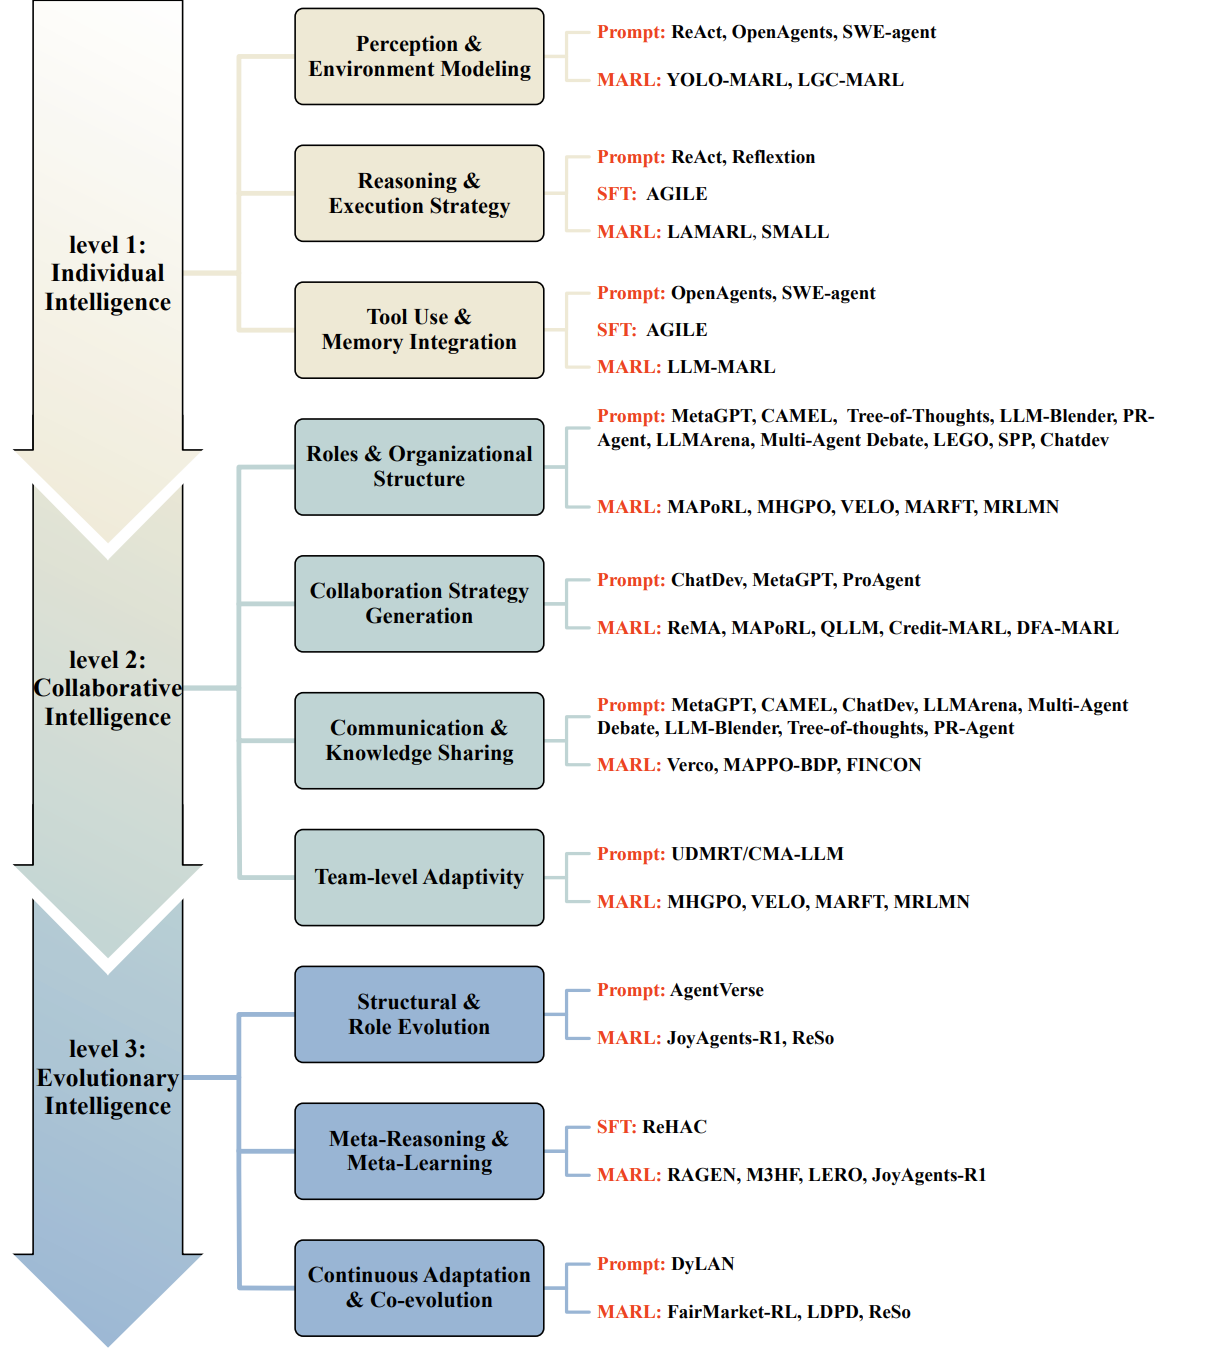 level 1:
Individual
Intelligence
Perception &
Environment Modeling
Prompt: ReAct, OpenAgents, SWE-agent
MARL: YOLO-MARL, LGC-MARL
Reasoning &
Execution Strategy
Prompt: ReAct, Reflextion
SFT: AGILE
MARL: LAMARL, SMALL
Tool Use &
Memory Integration
Prompt: OpenAgents, SWE-agent
SFT: AGILE
MARL: LLM-MARL
level 2:
Collaborative
Intelligence
Roles & Organizational
Structure
Prompt: MetaGPT, CAMEL, Tree-of-Thoughts, LLM-Blender, PR-
Agent, LLMArena, Multi-Agent Debate, LEGO, SPP, Chatdev
MARL: MAPoRL, MHGPO, VELO, MARFT, MRLMN
Collaboration Strategy
Generation
Prompt: ChatDev, MetaGPT, ProAgent
MARL: ReMA, MAPoRL, QLLM, Credit-MARL, DFA-MARL
Communication &
Knowledge Sharing
Prompt: MetaGPT, CAMEL, ChatDev, LLMArena, Multi-Agent
Debate, LLM-Blender, Tree-of-thoughts, PR-Agent
MARL: Verco, MAPPO-BDP, FINCON
Team-level Adaptivity
Prompt: UDMRT/CMA-LLM
MARL: MHGPO, VELO, MARFT, MRLMN
level 3:
Evolutionary
Intelligence
Structural &
Role Evolution
Prompt: AgentVerse
MARL: JoyAgents-R1, ReSo
Meta-Reasoning &
Meta-Learning
SFT: ReHAC
MARL: RAGEN, M3HF, LERO, JoyAgents-R1
Continuous Adaptation
& Co-evolution
Prompt: DyLAN
MARL: FairMarket-RL, LDPD, ReSo